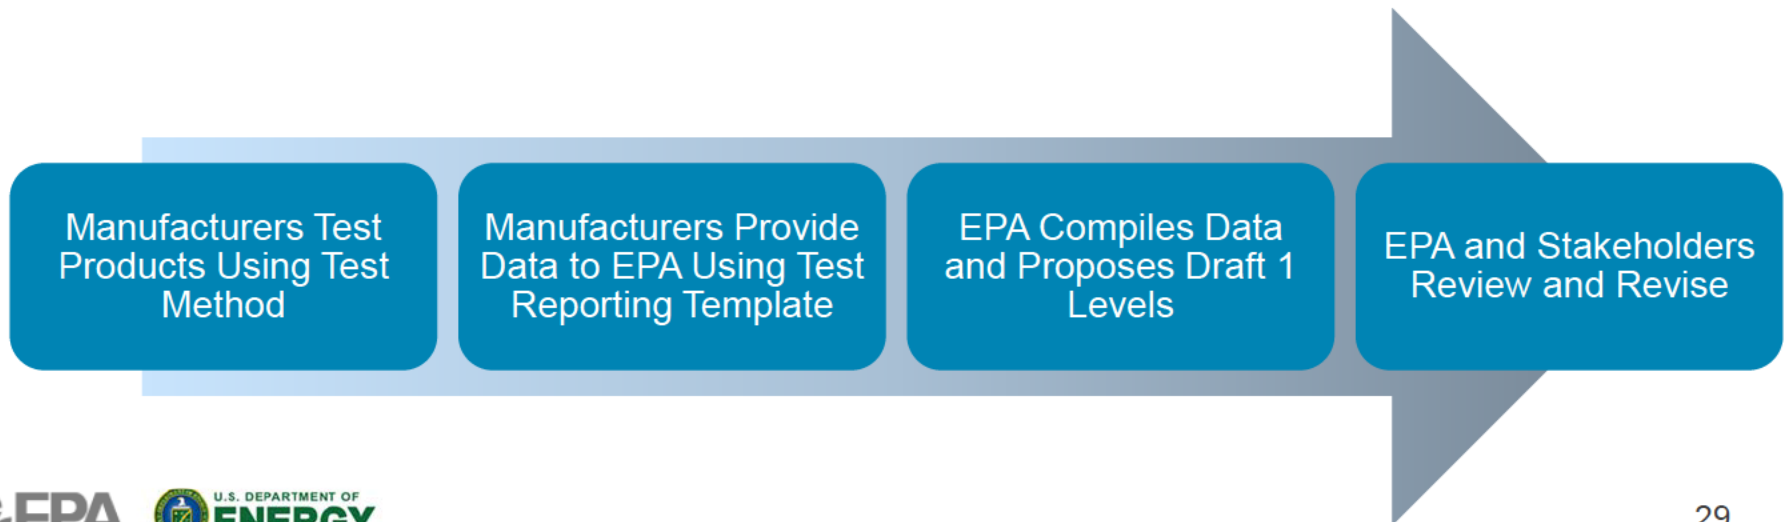 Manufacturers Test
Products Using Test
Method
Manufacturers Provide
Data to EPA Using Test
Reporting Template
EPA Compiles Data
and Proposes Draft 1
Levels
EPA and Stakeholders
Review and Revise
EPA
U.S. DEPARTMENT OF
ENERGY
29